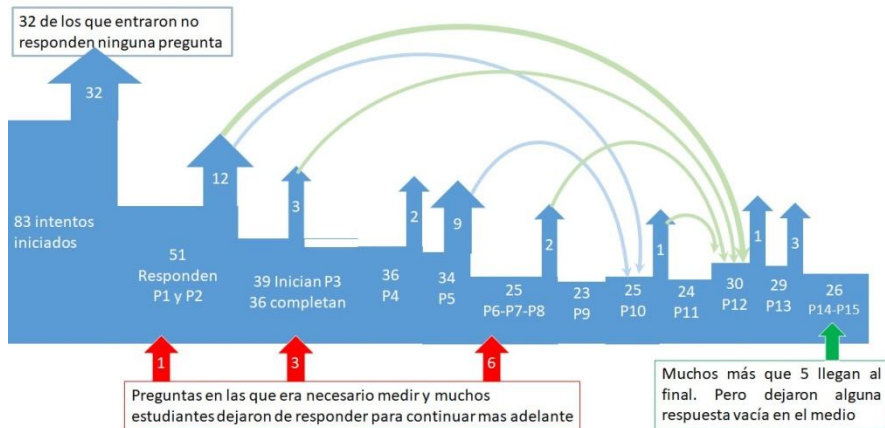 32 de los que entraron no
responden ninguna pregunta
32
12
3
2
9
2
1
1
3
83 intentos
iniciados
51
Responden
P1 y P2
39 Inician P3
36 completan
36
P4
34
P5
25
P6-P7-P8
23
P9
25
P10
24
P11
30
P12
29
P13
26
P14-P15
1
3
6
Preguntas en las que era necesario medir y muchos
estudiantes dejaron de responder para continuar mas adelante
Muchos más que 5 llegan al
final. Pero dejaron alguna
respuesta vacía en el medio